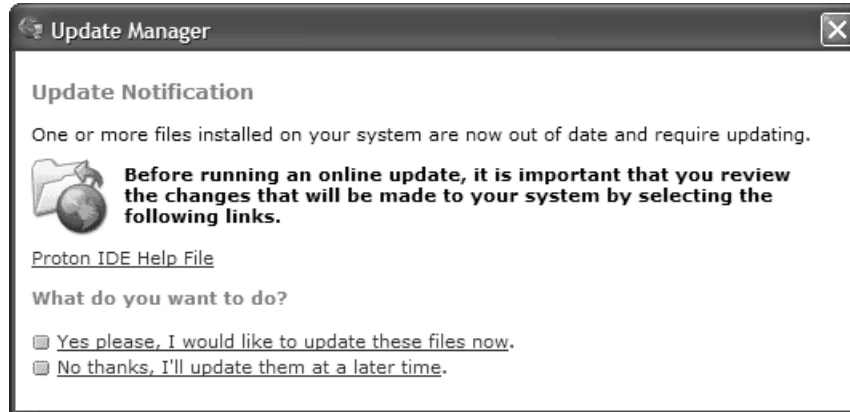 Update Manager
Update Notification
One or more files installed on your system are now out of date and require updating.
Before running an online update, it is important that you review
the changes that will be made to your system by selecting the
following links.
Proton IDE Help File
What do you want to do?
Yes please, I would like to update these files now.
No thanks, I'll update them at a later time.